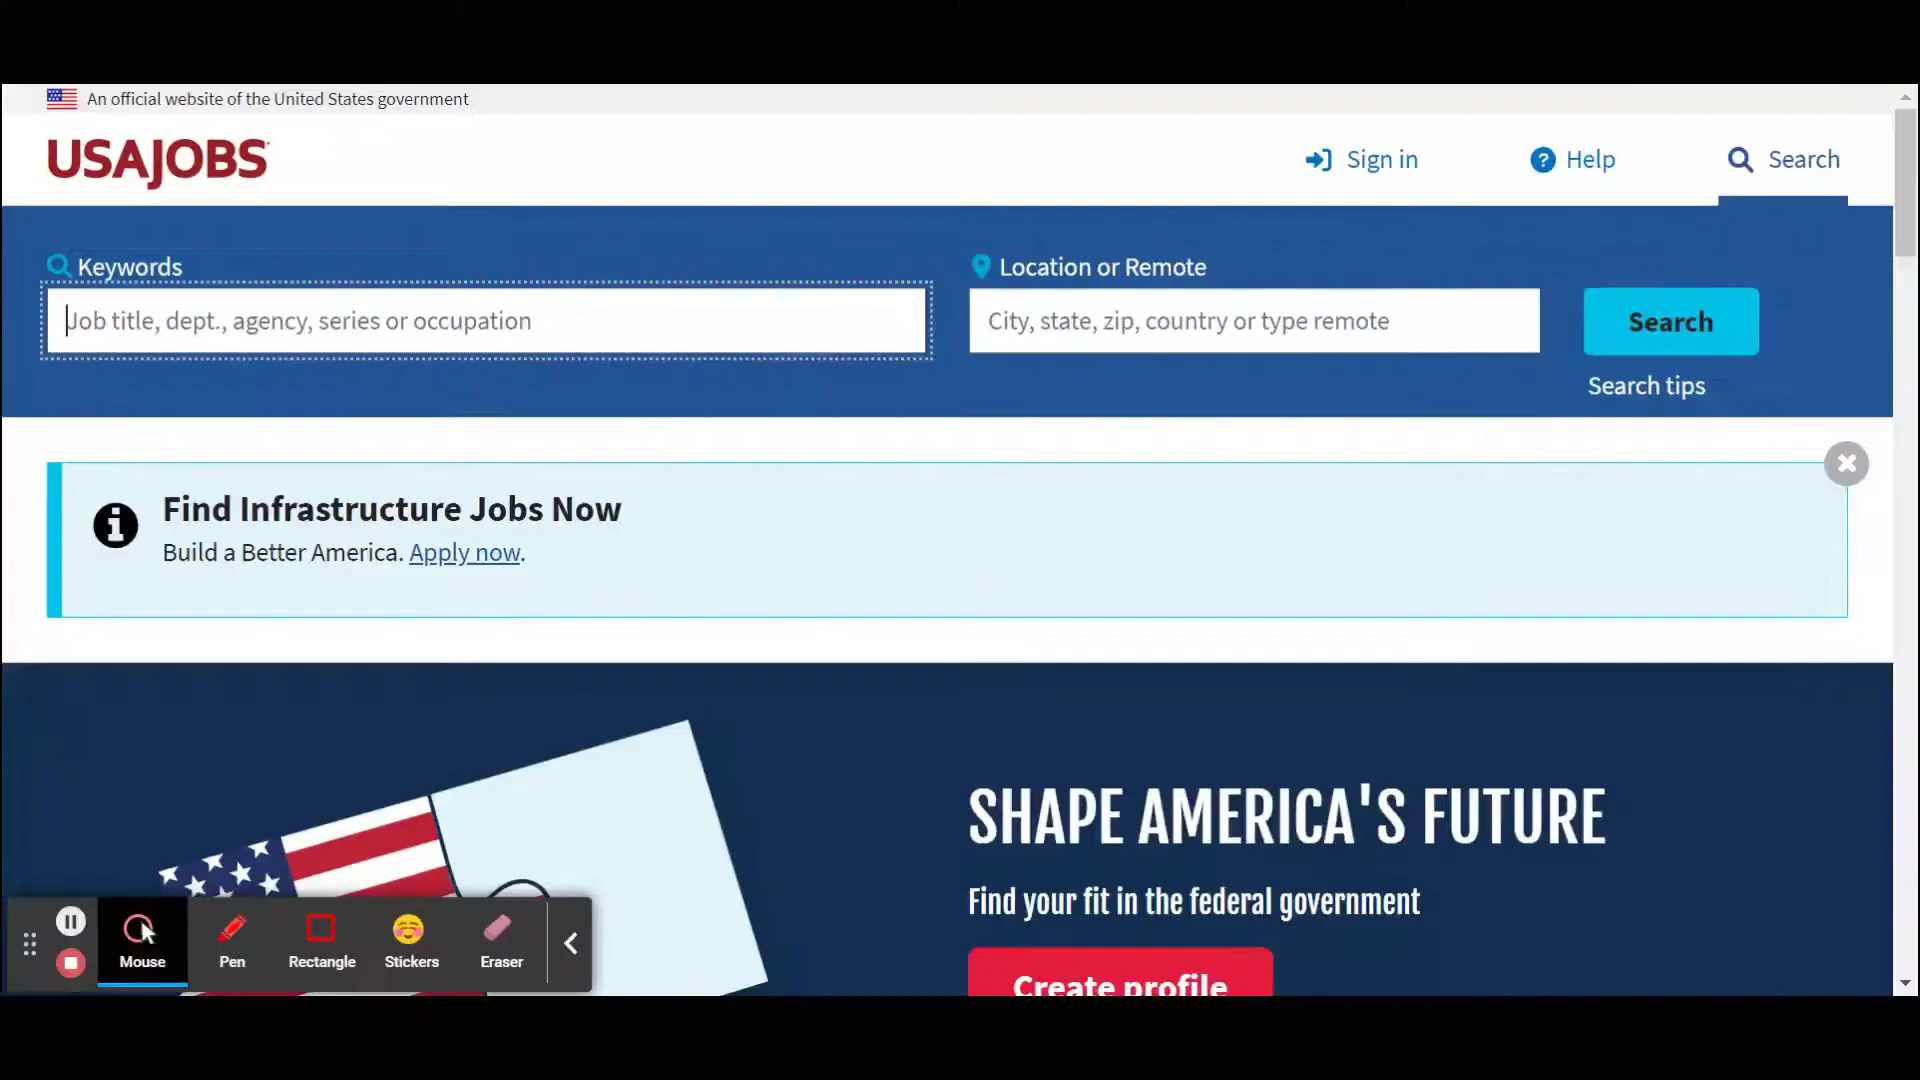 An official website of the United States government
USAJOBS
Sign in
Help
Search
Keywords
Location or Remote
Job title, dept., agency, series or occupation
City, state, zip, country or type remote
Search
Search tips
Find Infrastructure Jobs Now
Build a Better America. Apply now.
SHAPE AMERICA'S FUTURE
Find your fit in the federal government
Create profile
Mouse
Pen
Rectangle
Stickers
Eraser